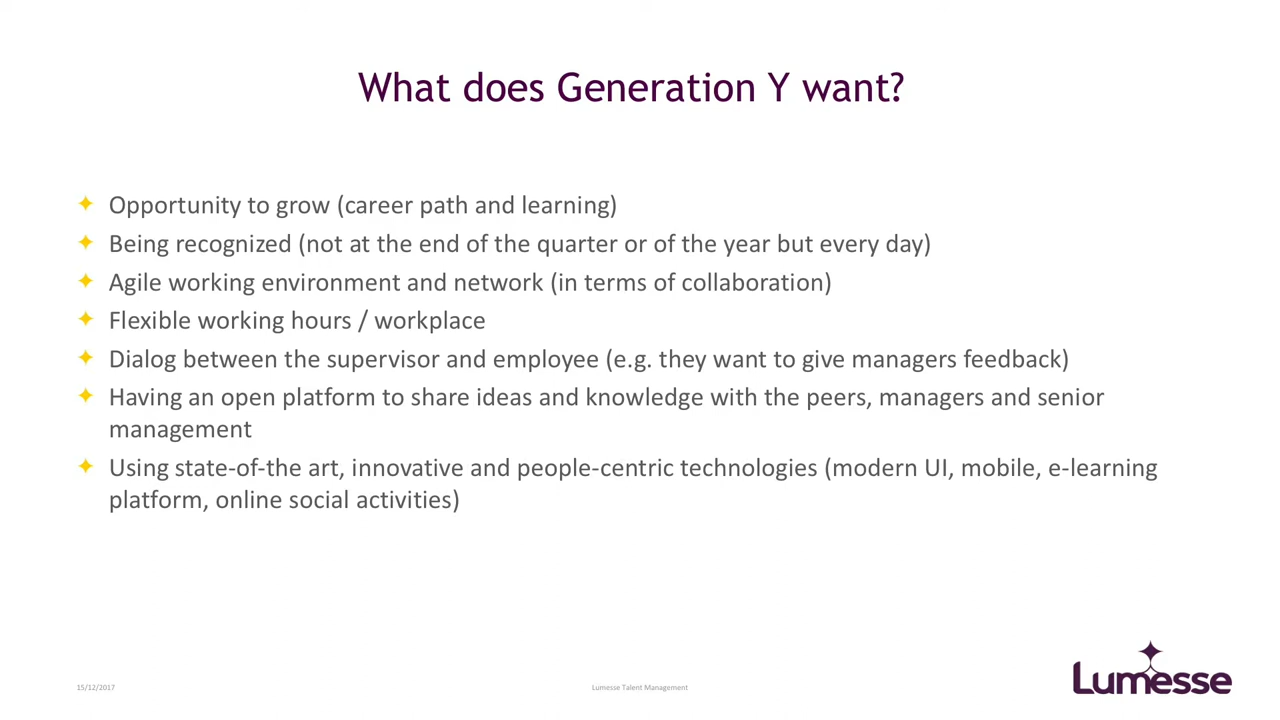 What does Generation Y want?
✦ Opportunity to grow (career path and learning)
✦ Being recognized (not at the end of the quarter or of the year but every day)
✦ Agile working environment and network (in terms of collaboration)
✦ Flexible working hours / workplace
✦ Dialog between the supervisor and employee (e.g. they want to give managers feedback)
✦ Having an open platform to share ideas and knowledge with the peers, managers and senior
management
✦ Using state-of-the art, innovative and people-centric technologies (modern UI, mobile, e-learning
platform, online social activities)
15/12/2017
Lumesse Talent Management
Lumesse